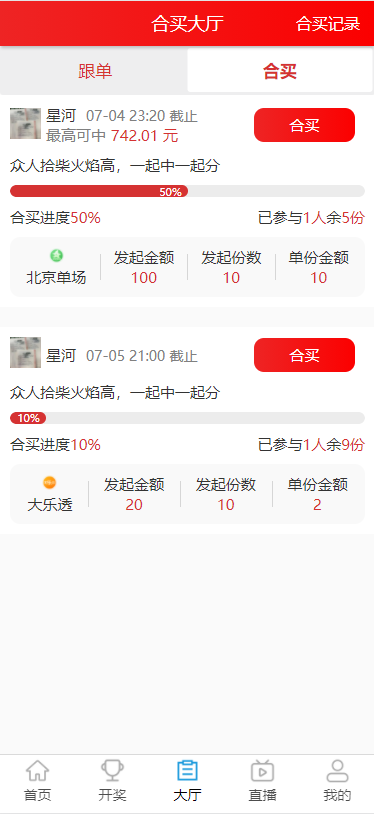 合买大厅 合买记录
跟单 合买
星河 07-04 23:20 截止 合买
最高可中 742.01 元
众人拾柴火焰高，一起中一起分
50%
合买进度50% 已参与1人余5份
北京单场 发起金额 发起份数 单份金额
100 10 10
星河 07-05 21:00 截止 合买
众人拾柴火焰高，一起中一起分
10%
合买进度10% 已参与1人余9份
大乐透 发起金额 发起份数 单份金额
20 10 2
首页 开奖 大厅 直播 我的